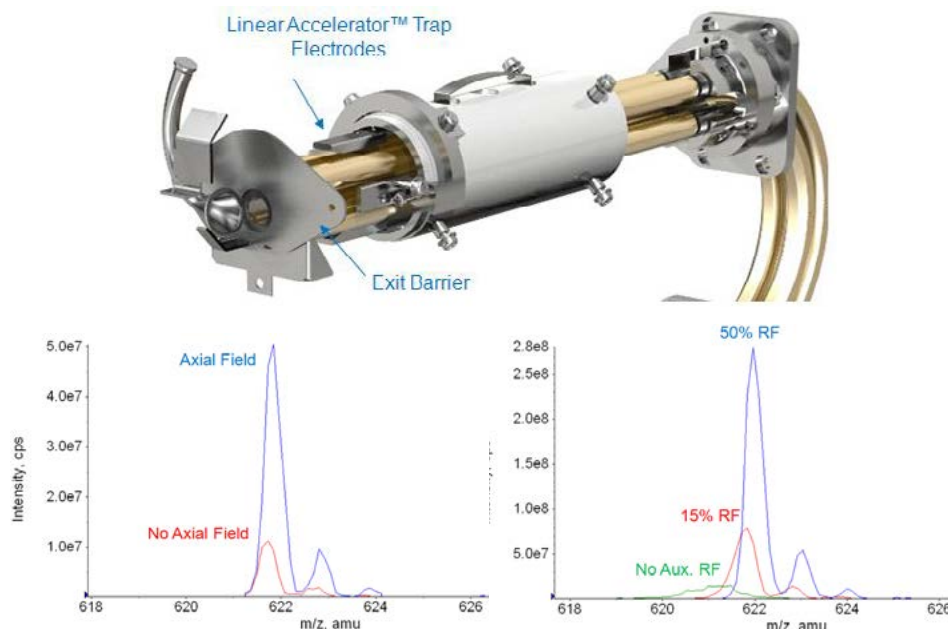 Linear Accelerator™ Trap
Electrodes
Exit Barrier
5.0e7
4.0e7
3.0e7
2.0e7
1.0e7
Intensity, cps
Axial Field
No Axial Field
618
620
622
624
626
m/z, amu
2.8e8
2.5e8
2.0e8
1.5e8
1.0e8
5.0e7
50% RF
15% RF
No Aux. RF
618
620
622
624
626
m/z, amu